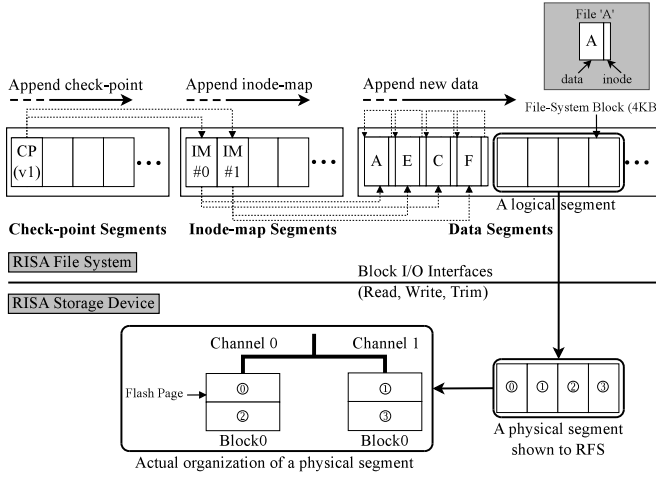 File 'A'
A
data
inode
Append check-point
Append inode-map
Append new data
File-System Block (4KB)
CP
(v1)
•••
IM
#0
IM
#1
•••
A
E
C
F
•••
A logical segment
Check-point Segments
Inode-map Segments
Data Segments
RISA File System
Block I/O Interfaces
(Read, Write, Trim)
RISA Storage Device
Channel 0
Channel 1
Flash Page
⓪
①
②
③
Block0
Block0
⓪
①
②
③
A physical segment
shown to RFS
Actual organization of a physical segment